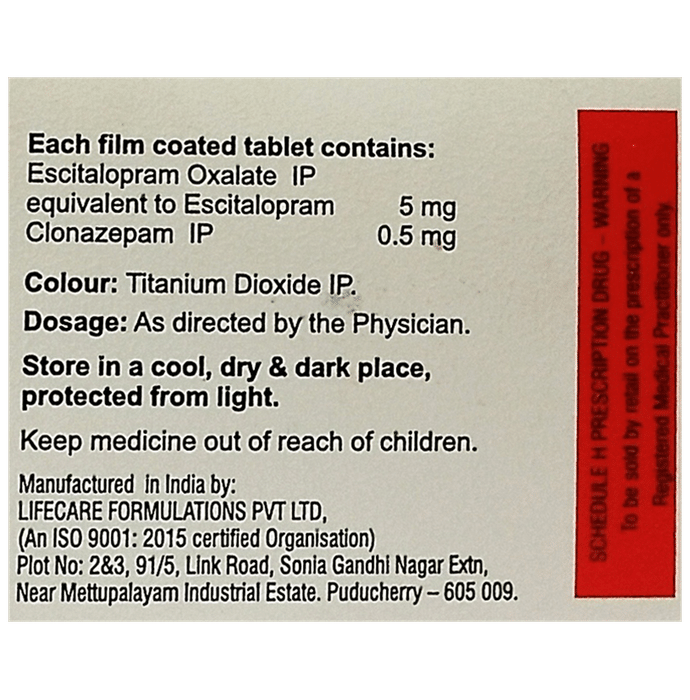 Each film coated tablet contains:
Escitalopram Oxalate IP
equivalent to Escitalopram 5 mg
Clonazepam IP 0.5 mg
Colour: Titanium Dioxide IP.
Dosage: As directed by the Physician.
Store in a cool, dry & dark place,
protected from light.
Keep medicine out of reach of children.
Manufactured in India by:
LIFECARE FORMULATIONS PVT LTD,
(An ISO 9001: 2015 certified Organisation)
Plot No: 2&3, 91/5, Link Road, Sonia Gandhi Nagar Extn,
Near Mettupalayam Industrial Estate. Puducherry – 605 009.
SCHEDULE H PRESCRIPTION DRUG - WARNING
To be sold by retail on the prescription of a
Registered Medical Practitioner only.